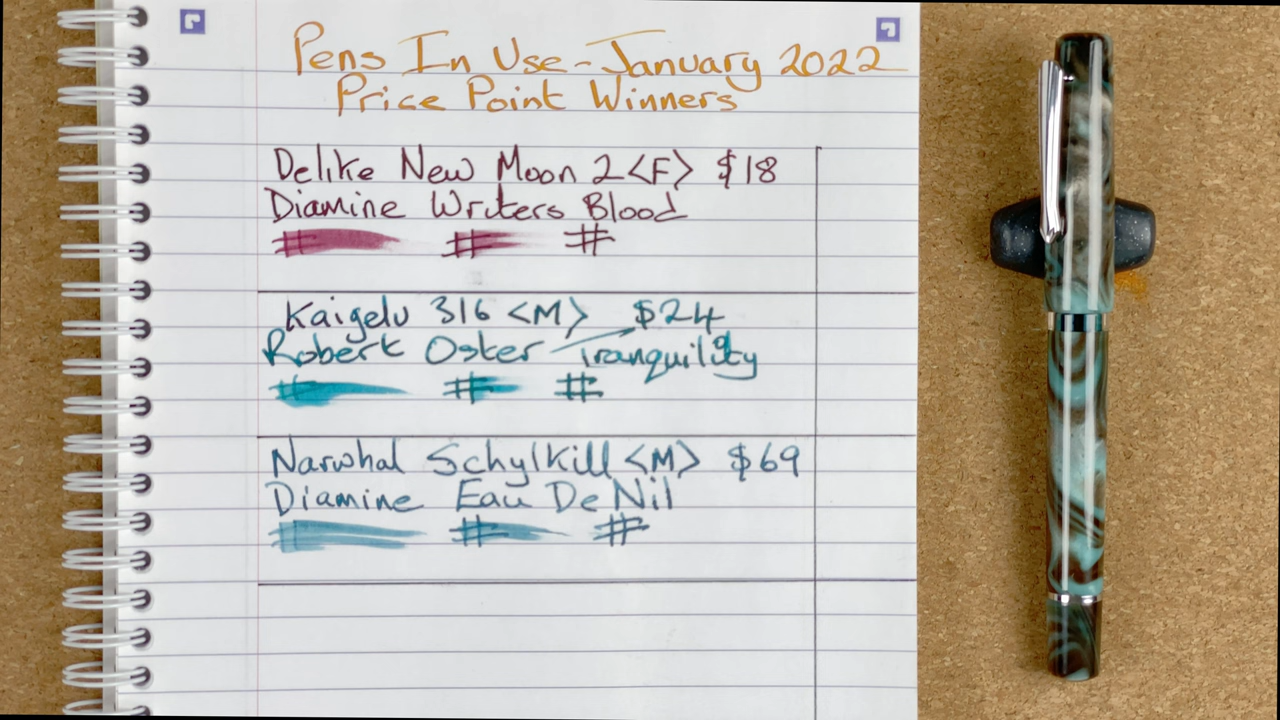 Pens In Use - January 2022
Price Point Winners
Delike New Moon 2 <F> $18
Diamine Writers Blood
# # #
Kaigelu 316 <M> $24
Robert Oster Tranquility
# # #
Narwhal Schylkill <M> $69
Diamine Eau De Nil
# # #